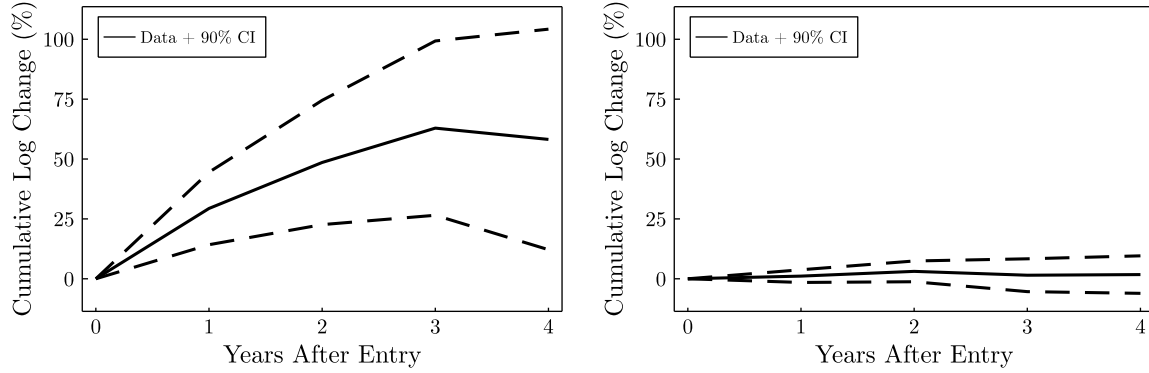 Cumulative Log Change (%)
100
75
50
25
0
Data + 90% CI
0 1 2 3 4
Years After Entry
Cumulative Log Change (%)
100
75
50
25
0
Data + 90% CI
0 1 2 3 4
Years After Entry